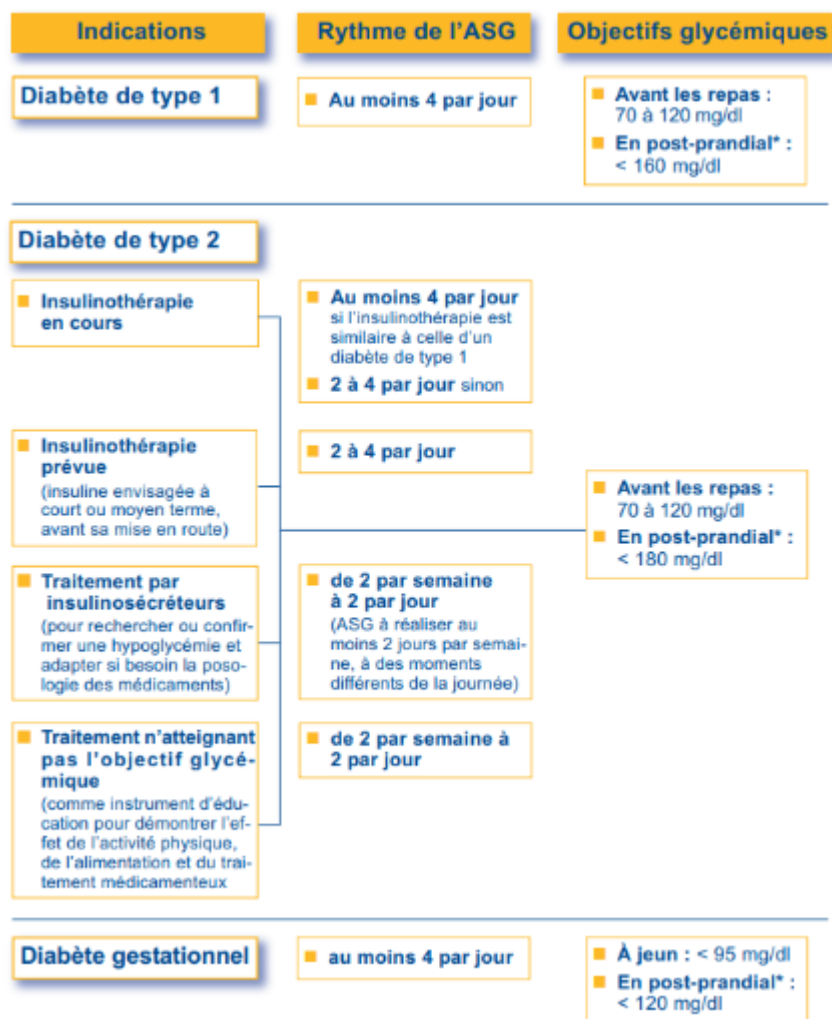 Indications
Rythme de l'ASG
Objectifs glycémiques
Diabète de type 1
Au moins 4 par jour
Avant les repas :
70 à 120 mg/dl
En post-prandial* :
< 160 mg/dl
Diabète de type 2
Insulinothérapie
en cours
Au moins 4 par jour
si l'insulinothérapie est
similaire à celle d'un
diabète de type 1
2 à 4 par jour sinon
Insulinothérapie
prévue
(insuline envisagée à
court ou moyen terme,
avant sa mise en route)
2 à 4 par jour
Avant les repas :
70 à 120 mg/dl
En post-prandial* :
< 180 mg/dl
Traitement par
insulinosécréteurs
(pour rechercher ou confir-
mer une hypoglycémie et
adapter si besoin la poso-
logie des médicaments)
de 2 par semaine
à 2 par jour
(ASG à réaliser au
moins 2 jours par semai-
ne, à des moments
différents de la journée)
Traitement n'atteignant
pas l'objectif glycé-
mique
(comme instrument d'édu-
cation pour démontrer l'ef-
fet de l'activité physique,
de l'alimentation et du trai-
tement médicamenteux
de 2 par semaine à
2 par jour
Diabète gestationnel
au moins 4 par jour
À jeun : < 95 mg/dl
En post-prandial* :
< 120 mg/dl